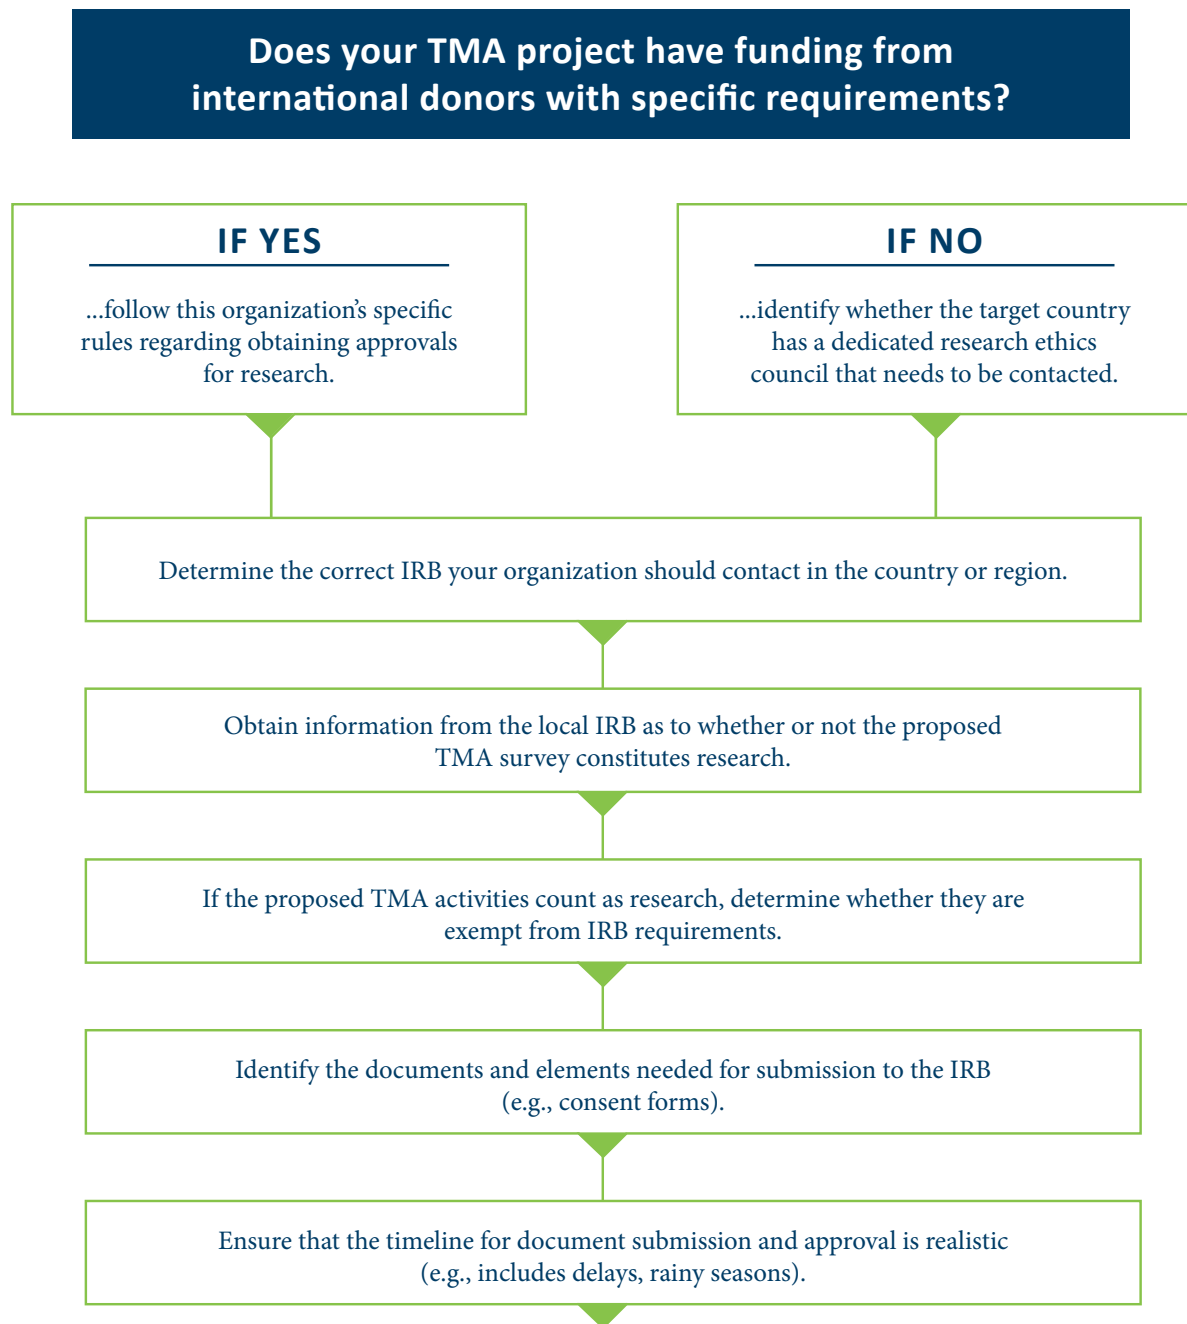 Does your TMA project have funding from
international donors with specific requirements?
IF YES
...follow this organization's specific
rules regarding obtaining approvals
for research.
IF NO
...identify whether the target country
has a dedicated research ethics
council that needs to be contacted.
Determine the correct IRB your organization should contact in the country or region.
Obtain information from the local IRB as to whether or not the proposed
TMA survey constitutes research.
If the proposed TMA activities count as research, determine whether they are
exempt from IRB requirements.
Identify the documents and elements needed for submission to the IRB
(e.g., consent forms).
Ensure that the timeline for document submission and approval is realistic
(e.g., includes delays, rainy seasons).